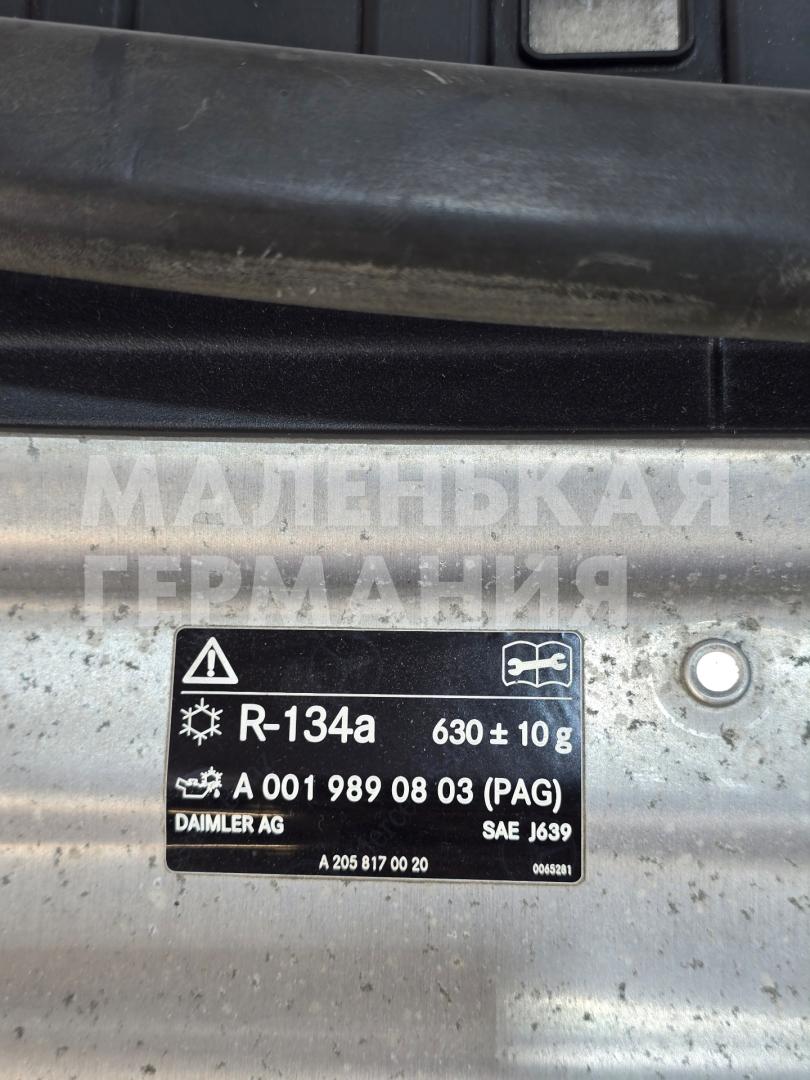 МАЛЕНЬКАЯ
ГЕРМАНИЯ
R-134a 630 ± 10 g
A 001 989 08 03 (PAG)
DAIMLER AG SAE J639
A 205 817 00 20 0065281